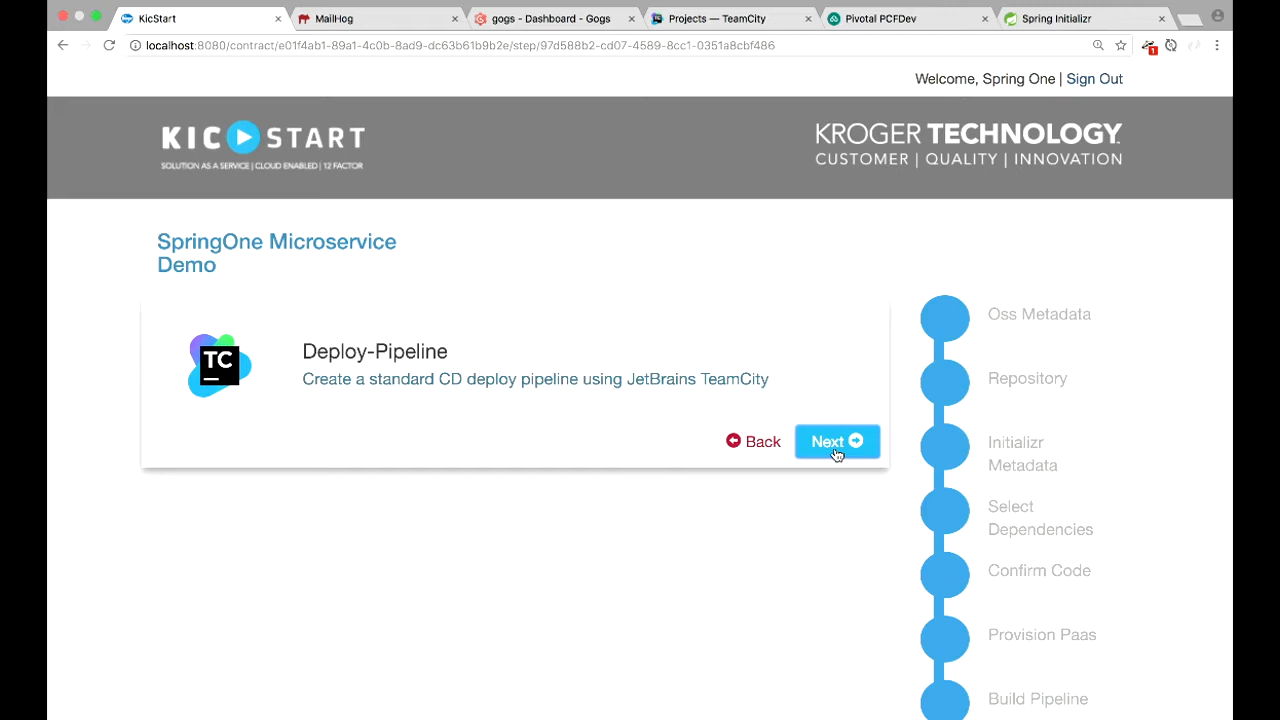 KicStart
MailHog
gogs - Dashboard - Gogs
Projects — TeamCity
Pivotal PCFDev
Spring Initializr
localhost:8080/contract/e01f4ab1-89a1-4c0b-8ad9-dc63b61b9b2e/step/97d588b2-cd07-4589-8cc1-0351a8cbf486
1
Welcome, Spring One | Sign Out
KIC START
SOLUTION AS A SERVICE | CLOUD ENABLED | 12 FACTOR
KROGER TECHNOLOGY
CUSTOMER | QUALITY | INNOVATION
SpringOne Microservice
Demo
TC
Deploy-Pipeline
Create a standard CD deploy pipeline using JetBrains TeamCity
Back
Next
Oss Metadata
Repository
Initializr
Metadata
Select
Dependencies
Confirm Code
Provision Paas
Build Pipeline